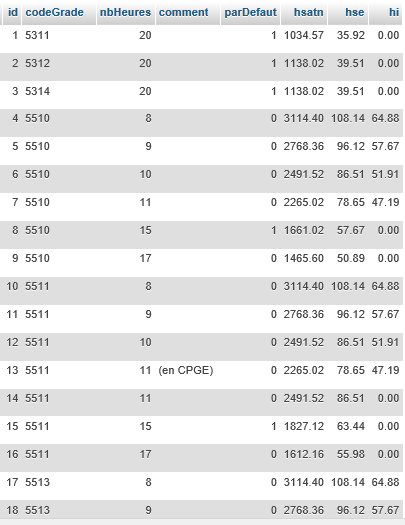 id codeGrade nbHeures comment parDefaut hsatn hse hi
1 5311 20 1 1034.57 35.92 0.00
2 5312 20 1 1138.02 39.51 0.00
3 5314 20 1 1138.02 39.51 0.00
4 5510 8 0 3114.40 108.14 64.88
5 5510 9 0 2768.36 96.12 57.67
6 5510 10 0 2491.52 86.51 51.91
7 5510 11 0 2265.02 78.65 47.19
8 5510 15 1 1661.02 57.67 0.00
9 5510 17 0 1465.60 50.89 0.00
10 5511 8 0 3114.40 108.14 64.88
11 5511 9 0 2768.36 96.12 57.67
12 5511 10 0 2491.52 86.51 51.91
13 5511 11 (en CPGE) 0 2265.02 78.65 47.19
14 5511 11 0 2491.52 86.51 0.00
15 5511 15 1 1827.12 63.44 0.00
16 5511 17 0 1612.16 55.98 0.00
17 5513 8 0 3114.40 108.14 64.88
18 5513 9 0 2768.36 96.12 57.67